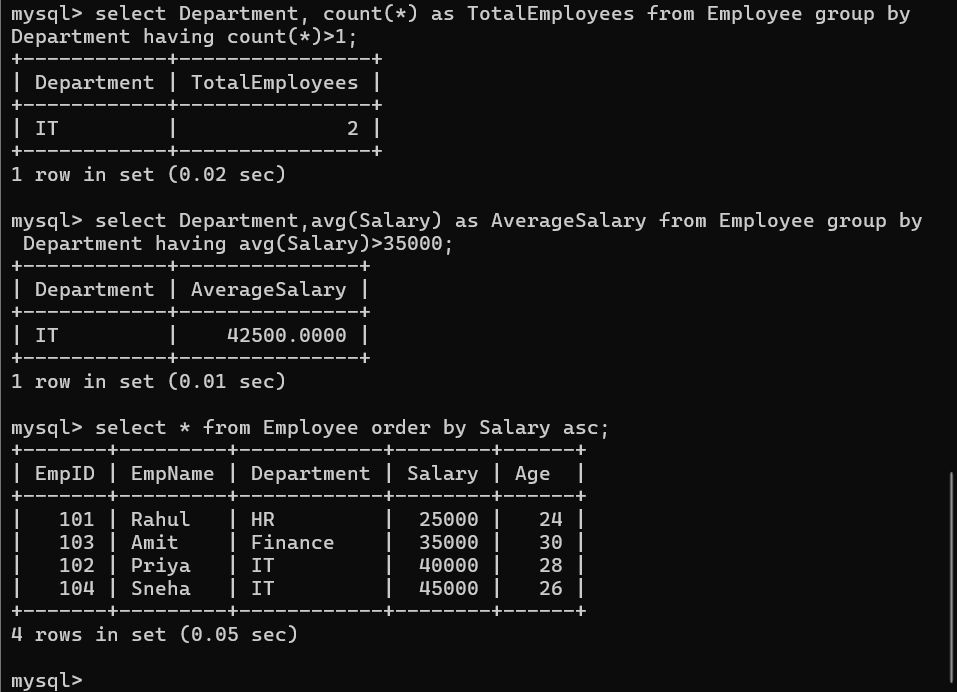 mysql> select Department, count(*) as TotalEmployees from Employee group by
Department having count(*)>1;
+------------+----------------+
| Department | TotalEmployees |
+------------+----------------+
| IT         |              2 |
+------------+----------------+
1 row in set (0.02 sec)

mysql> select Department,avg(Salary) as AverageSalary from Employee group by
 Department having avg(Salary)>35000;
+------------+---------------+
| Department | AverageSalary |
+------------+---------------+
| IT         |    42500.0000 |
+------------+---------------+
1 row in set (0.01 sec)

mysql> select * from Employee order by Salary asc;
+-------+---------+------------+--------+------+
| EmpID | EmpName | Department | Salary | Age  |
+-------+---------+------------+--------+------+
|   101 | Rahul   | HR         |  25000 |   24 |
|   103 | Amit    | Finance    |  35000 |   30 |
|   102 | Priya   | IT         |  40000 |   28 |
|   104 | Sneha   | IT         |  45000 |   26 |
+-------+---------+------------+--------+------+
4 rows in set (0.05 sec)

mysql>